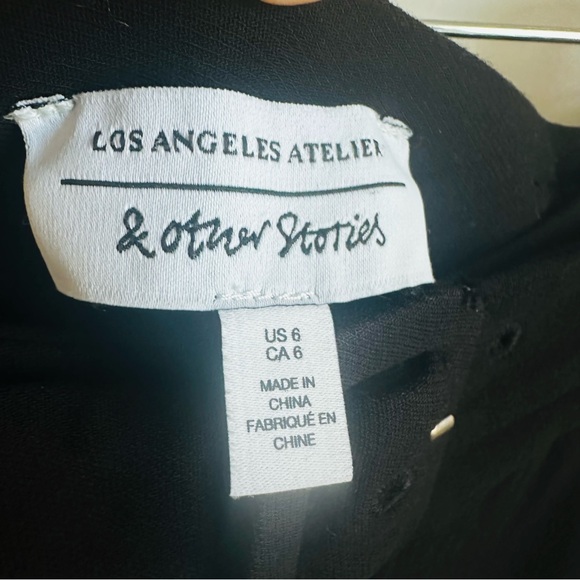 LOS ANGELES ATELIER
& other Stories
US 6
CA 6
MADE IN
CHINA
FABRIQUÉ EN
CHINE